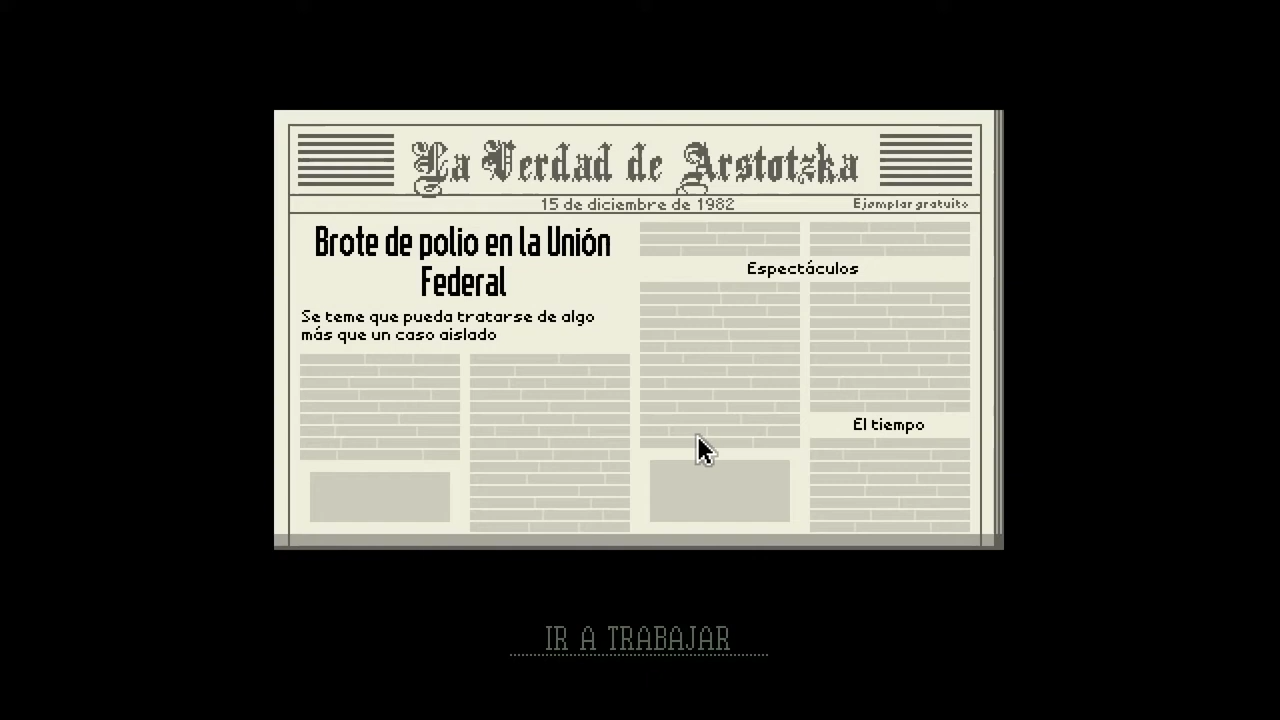 La Verdad de Arstotzka
15 de diciembre de 1982
Ejemplar gratuito
Brote de polio en la Unión
Federal
Se teme que pueda tratarse de algo
más que un caso aislado
Espectáculos
El tiempo
IR A TRABAJAR